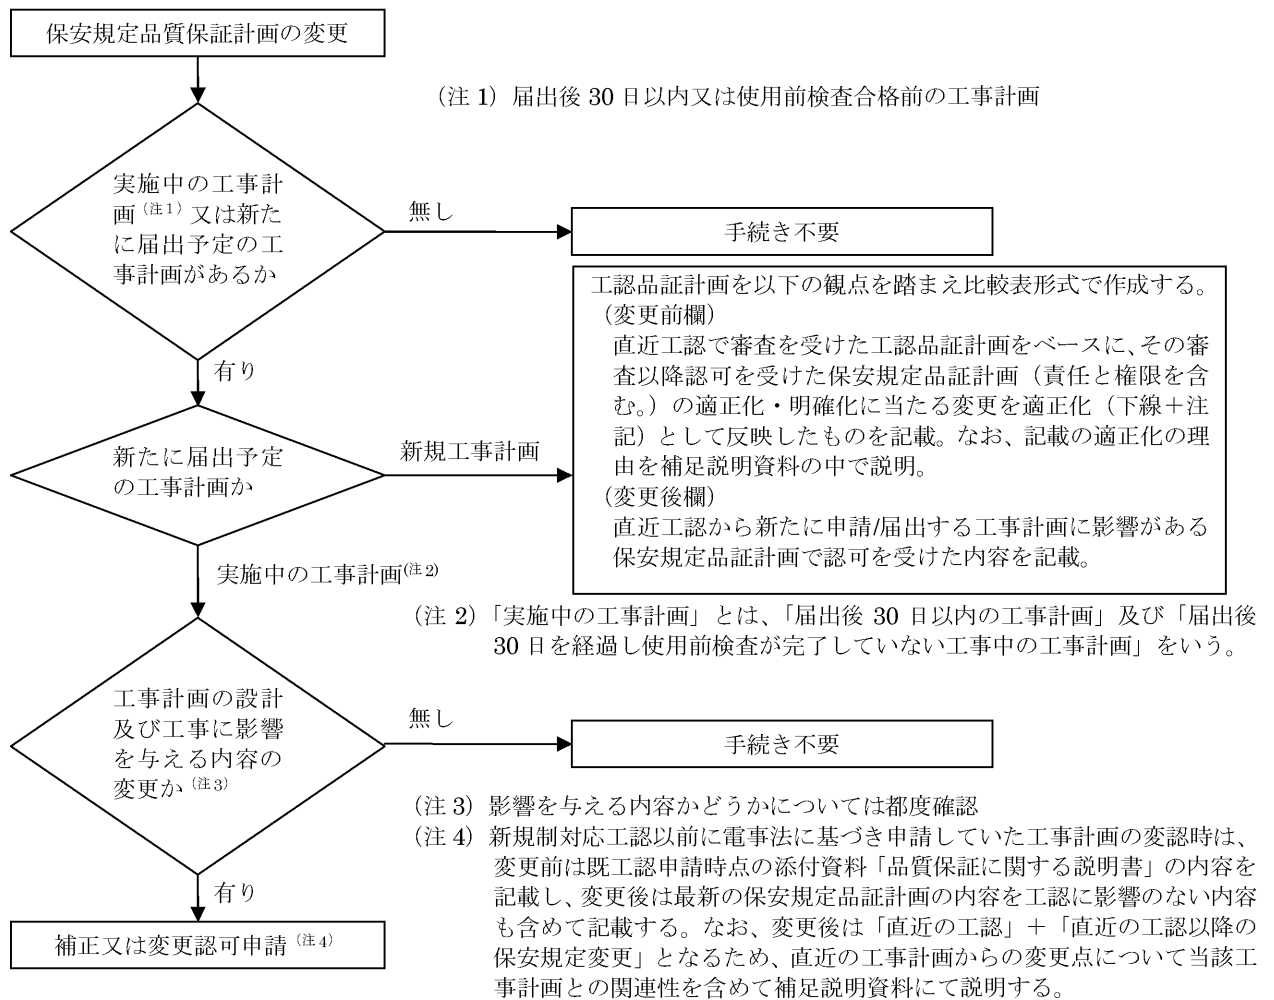 保安規定品質保証計画の変更
（注 1）届出後 30 日以内又は使用前検査合格前の工事計画
実施中の工事計
画（注1）又は新た
に届出予定の工
事計画があるか
無し
手続き不要
有り
工認品証計画を以下の観点を踏まえ比較表形式で作成する。
（変更前欄）
直近工認で審査を受けた工認品証計画をベースに、その審
査以降認可を受けた保安規定品証計画（責任と権限を含
む。）の適正化・明確化に当たる変更を適正化（下線＋注
記）として反映したものを記載。なお、記載の適正化の理
由を補足説明資料の中で説明。
（変更後欄）
直近工認から新たに申請/届出する工事計画に影響がある
保安規定品証計画で認可を受けた内容を記載。
新たに届出予定
の工事計画か
新規工事計画
実施中の工事計画(注2)
（注 2）「実施中の工事計画」とは、「届出後 30 日以内の工事計画」及び「届出後
30 日を経過し使用前検査が完了していない工事中の工事計画」をいう。
工事計画の設計
及び工事に影響
を与える内容の
変更か（注3）
無し
手続き不要
有り
補正又は変更認可申請（注4）
（注 3）影響を与える内容かどうかについては都度確認
（注 4）新規制対応工認以前に電事法に基づき申請していた工事計画の変認時は、
変更前は既工認申請時点の添付資料「品質保証に関する説明書」の内容を
記載し、変更後は最新の保安規定品証計画の内容を工認に影響のない内容
も含めて記載する。なお、変更後は「直近の工認」＋「直近の工認以降の
保安規定変更」となるため、直近の工事計画からの変更点について当該工
事計画との関連性を含めて補足説明資料にて説明する。